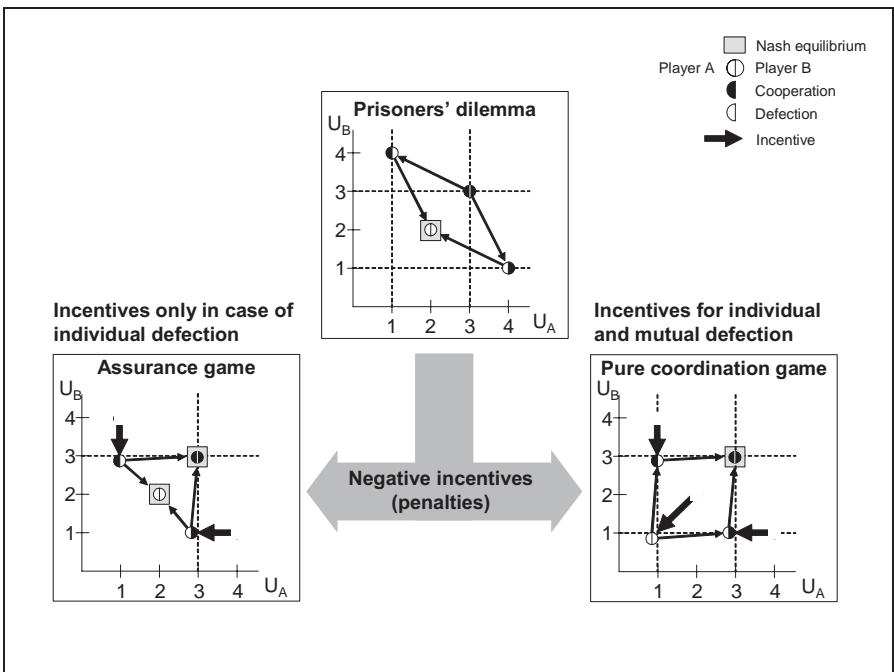 Nash equilibrium
Player A Player B
Cooperation
Defection
Incentive
Prisoners' dilemma
U_B
4
3
2
1
1 2 3 4 U_A
Incentives only in case of
individual defection
Assurance game
U_B
4
3
2
1
1 2 3 4 U_A
Negative incentives
(penalties)
Incentives for individual
and mutual defection
Pure coordination game
U_B
4
3
2
1
1 2 3 4 U_A